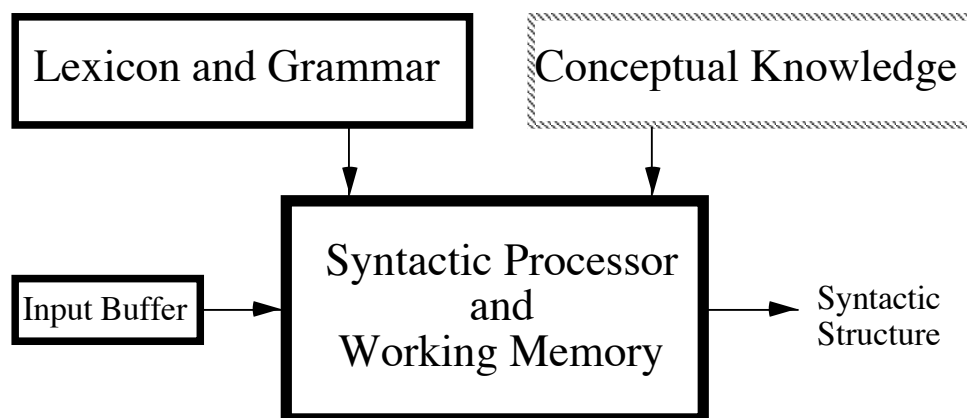 Lexicon and Grammar
Conceptual Knowledge
Syntactic Processor
and
Working Memory
Input Buffer
Syntactic
Structure